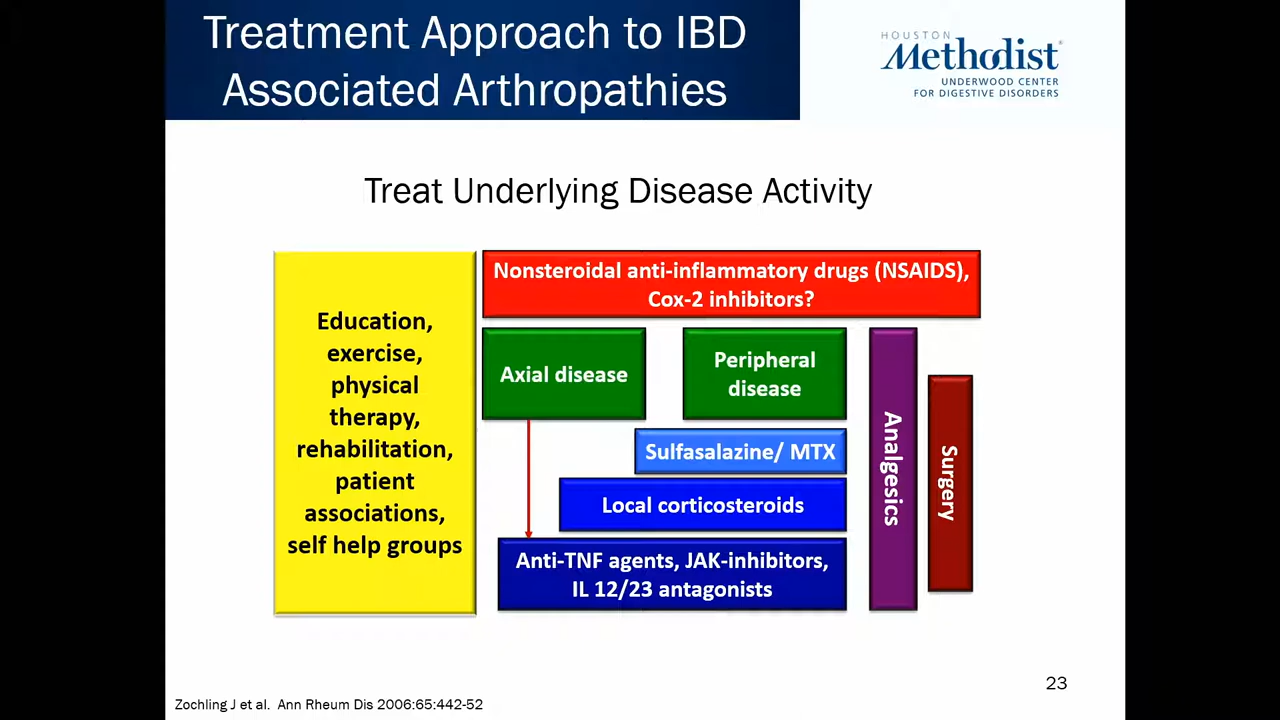 Treatment Approach to IBD
Associated Arthropathies
HOUSTON
Methodist®
UNDERWOOD CENTER
FOR DIGESTIVE DISORDERS
Treat Underlying Disease Activity
Education,
exercise,
physical
therapy,
rehabilitation,
patient
associations,
self help groups
Nonsteroidal anti-inflammatory drugs (NSAIDS),
Cox-2 inhibitors?
Axial disease
Peripheral
disease
Sulfasalazine/ MTX
Local corticosteroids
Anti-TNF agents, JAK-inhibitors,
IL 12/23 antagonists
Analgesics
Surgery
23
Zochling J et al. Ann Rheum Dis 2006:65:442-52